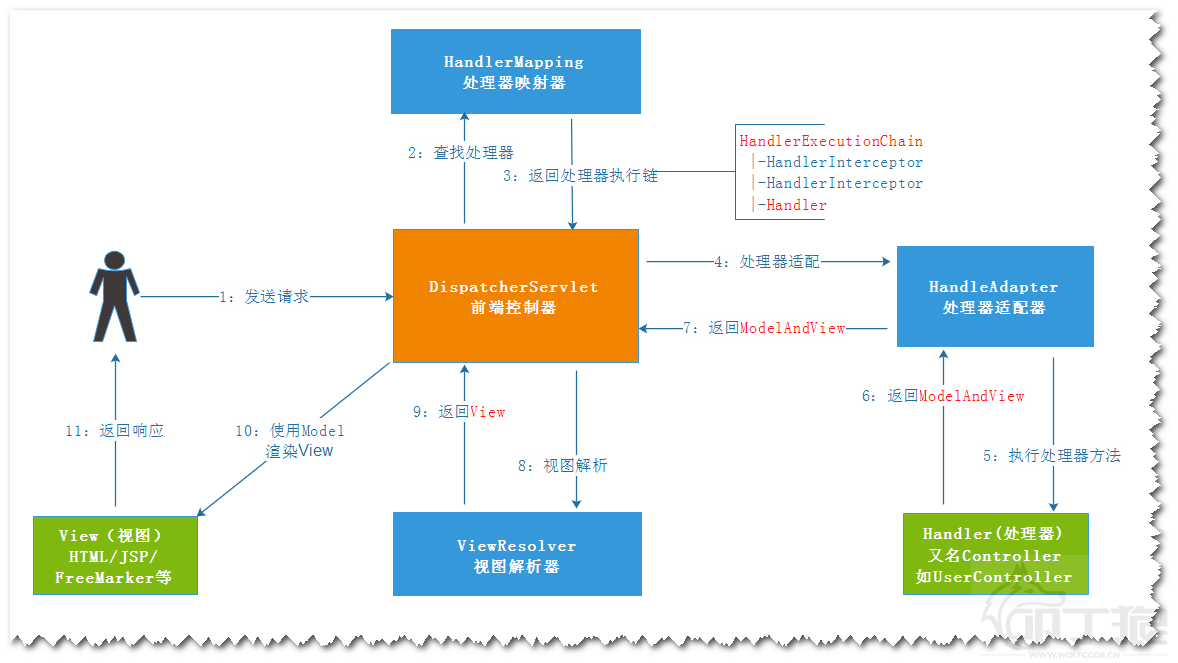 HandlerMapping
处理器映射器
2: 查找处理器
3: 返回处理器执行链
HandlerExecutionChain
|-HandlerInterceptor
|-HandlerInterceptor
|-Handler
1: 发送请求
DispatcherServlet
前端控制器
4: 处理器适配
HandleAdapter
处理器适配器
7: 返回ModelAndView
6: 返回ModelAndView
5: 执行处理器方法
9: 返回View
8: 视图解析
10: 使用Model
渲染View
11: 返回响应
View（视图）
HTML/JSP/
FreeMarker等
ViewResolver
视图解析器
Handler(处理器)
又名Controller
如UserController
叩丁狼
WWW.WOLFCODE.CN